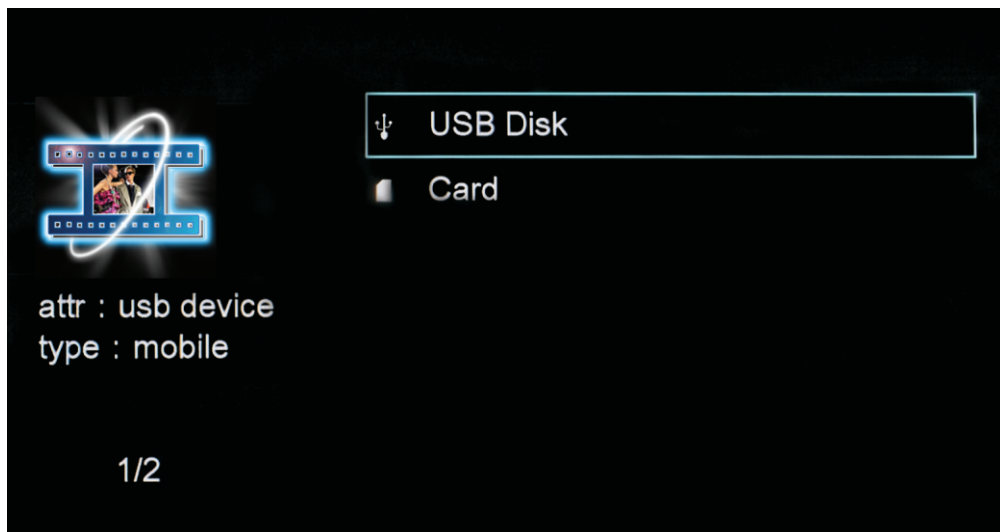 USB Disk
Card
attr : usb device
type : mobile
1/2